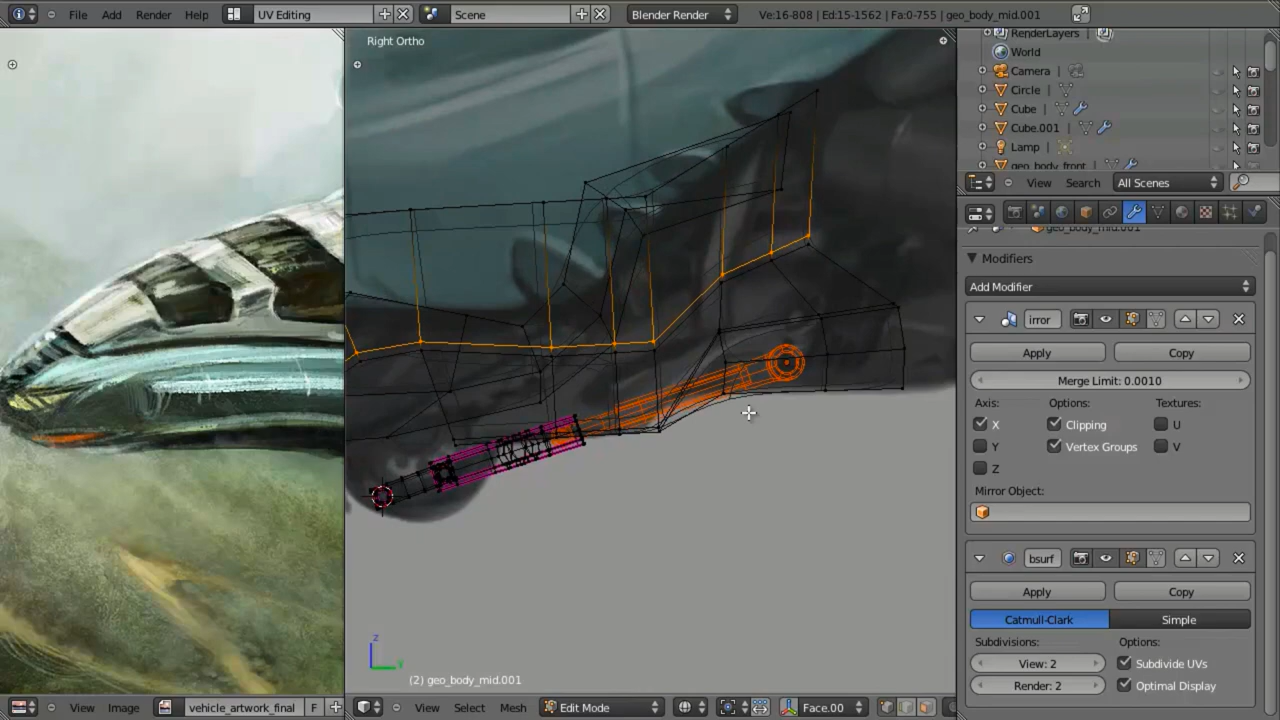 File Add Render Help UV Editing Scene Blender Render Ve:16-808 | Ed:15-1562 | Fa:0-755 | geo_body_mid.001
Right Ortho
RenderLayers
World
Camera
Circle
Cube
Cube.001
Lamp
geo_body_front
View Search All Scenes
geo_body_mid.001
Modifiers
Add Modifier
irror
Apply Copy
Merge Limit: 0.0010
Axis: Options: Textures:
X Clipping U
Y Vertex Groups V
Z
Mirror Object:
bsurf
Apply Copy
Catmull-Clark Simple
Subdivisions: Options:
View: 2 Subdivide UVs
Render: 2 Optimal Display
z
y
(2) geo_body_mid.001
View Image vehicle_artwork_final F View Select Mesh Edit Mode Face.00